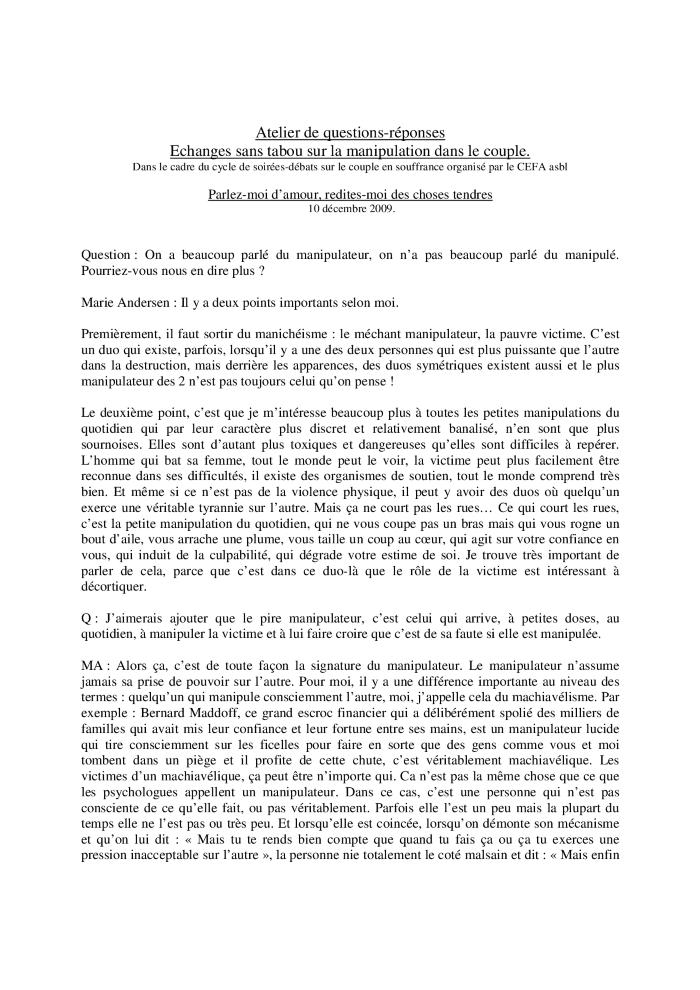 Atelier de questions-réponses
Echanges sans tabou sur la manipulation dans le couple.
Dans le cadre du cycle de soirées-débats sur le couple en souffrance organisé par le CEFA asbl
Parlez-moi d'amour, redites-moi des choses tendres
10 décembre 2009.
Question : On a beaucoup parlé du manipulateur, on n'a pas beaucoup parlé du manipulé.
Pourriez-vous nous en dire plus ?
Marie Andersen : Il y a deux points importants selon moi.
Premièrement, il faut sortir du manichéisme : le méchant manipulateur, la pauvre victime. C'est
un duo qui existe, parfois, lorsqu'il y a une des deux personnes qui est plus puissante que l'autre
dans la destruction, mais derrière les apparences, des duos symétriques existent aussi et le plus
manipulateur des 2 n'est pas toujours celui qu'on pense !
Le deuxième point, c'est que je m'intéresse beaucoup plus à toutes les petites manipulations du
quotidien qui par leur caractère plus discret et relativement banalisé, n'en sont que plus
sournoises. Elles sont d'autant plus toxiques et dangereuses qu'elles sont difficiles à repérer.
L'homme qui bat sa femme, tout le monde peut le voir, la victime peut plus facilement être
reconnue dans ses difficultés, il existe des organismes de soutien, tout le monde comprend très
bien. Et même si ce n'est pas de la violence physique, il peut y avoir des duos où quelqu'un
exerce une véritable tyrannie sur l'autre. Mais ça ne court pas les rues… Ce qui court les rues,
c'est la petite manipulation du quotidien, qui ne vous coupe pas un bras mais qui vous rogne un
bout d'aile, vous arrache une plume, vous taille un coup au cœur, qui agit sur votre confiance en
vous, qui induit de la culpabilité, qui dégrade votre estime de soi. Je trouve très important de
parler de cela, parce que c'est dans ce duo-là que le rôle de la victime est intéressant à
décortiquer.
Q : J'aimerais ajouter que le pire manipulateur, c'est celui qui arrive, à petites doses, au
quotidien, à manipuler la victime et à lui faire croire que c'est de sa faute si elle est manipulée.
MA : Alors ça, c'est de toute façon la signature du manipulateur. Le manipulateur n'assume
jamais sa prise de pouvoir sur l'autre. Pour moi, il y a une différence importante au niveau des
termes : quelqu'un qui manipule consciemment l'autre, moi, j'appelle cela du machiavélisme. Par
exemple : Bernard Maddoff, ce grand escroc financier qui a délibérément spolié des milliers de
familles qui avait mis leur confiance et leur fortune entre ses mains, est un manipulateur lucide
qui tire consciemment sur les ficelles pour faire en sorte que des gens comme vous et moi
tombent dans un piège et il profite de cette chute, c'est véritablement machiavélique. Les
victimes d'un machiavélique, ça peut être n'importe qui. Ca n'est pas la même chose que ce que
les psychologues appellent un manipulateur. Dans ce cas, c'est une personne qui n'est pas
consciente de ce qu'elle fait, ou pas véritablement. Parfois elle l'est un peu mais la plupart du
temps elle ne l'est pas ou très peu. Et lorsqu'elle est coincée, lorsqu'on démonte son mécanisme
et qu'on lui dit : « Mais tu te rends bien compte que quand tu fais ça ou ça tu exerces une
pression inacceptable sur l'autre », la personne nie totalement le coté malsain et dit : « Mais enfin